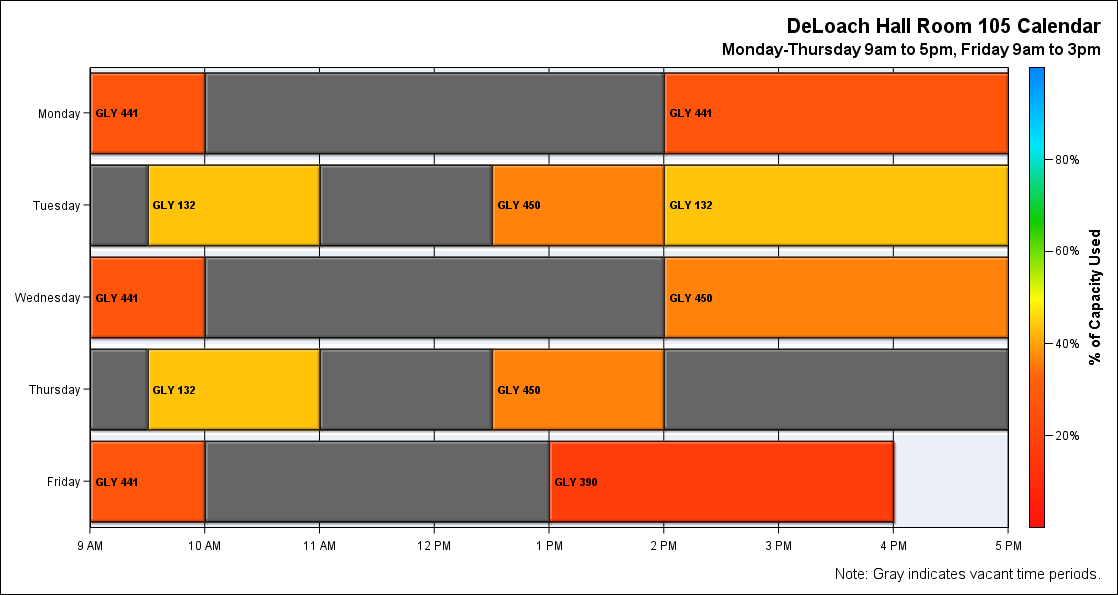 DeLoach Hall Room 105 Calendar
Monday-Thursday 9am to 5pm, Friday 9am to 3pm
Monday
GLY 441
GLY 441
Tuesday
GLY 132
GLY 450
GLY 132
Wednesday
GLY 441
GLY 450
Thursday
GLY 132
GLY 450
Friday
GLY 441
GLY 390
9 AM 10 AM 11 AM 12 PM 1 PM 2 PM 3 PM 4 PM 5 PM
80%
60%
40%
20%
% of Capacity Used
Note: Gray indicates vacant time periods.